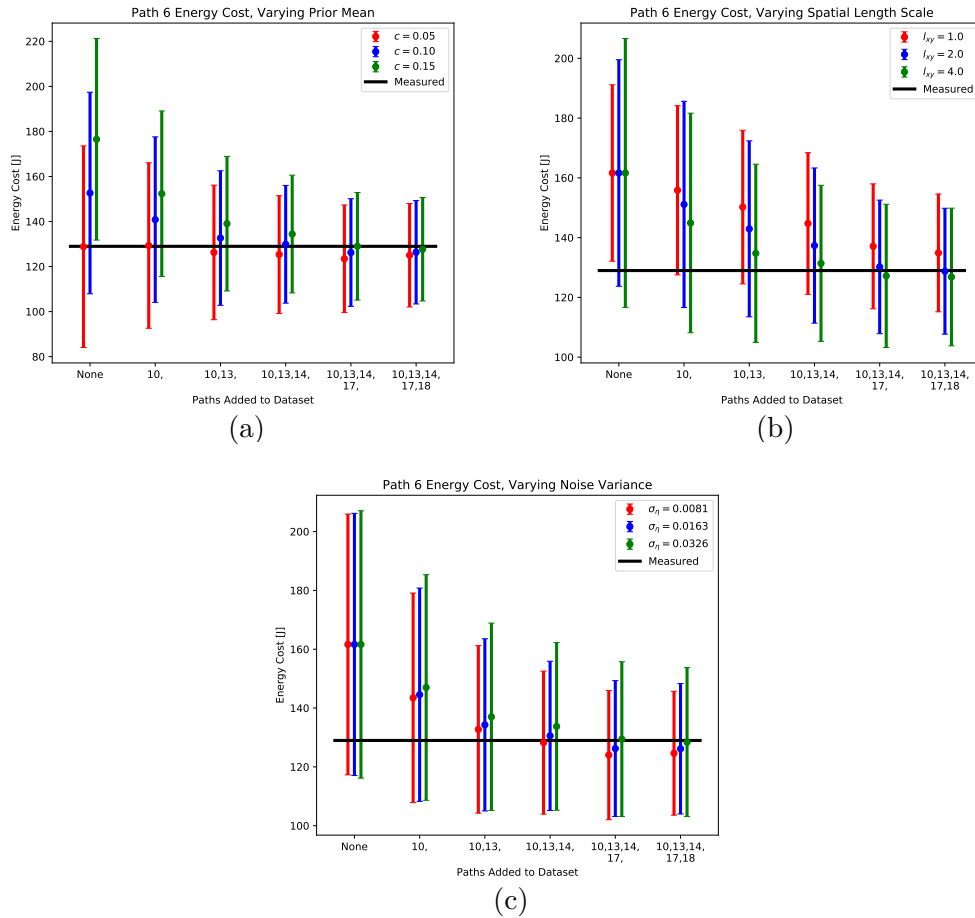 Path 6 Energy Cost, Varying Prior Mean
220
200
180
160
140
120
100
80
Energy Cost [J]
c = 0.05
c = 0.10
c = 0.15
Measured
None
10,
10,13,
10,13,14,
10,13,14,
17,
10,13,14,
17,18
Paths Added to Dataset
(a)
Path 6 Energy Cost, Varying Spatial Length Scale
200
180
160
140
120
100
Energy Cost [J]
l_xy = 1.0
l_xy = 2.0
l_xy = 4.0
Measured
None
10,
10,13,
10,13,14,
10,13,14,
17,
10,13,14,
17,18
Paths Added to Dataset
(b)
Path 6 Energy Cost, Varying Noise Variance
200
180
160
140
120
100
Energy Cost [J]
σ_η = 0.0081
σ_η = 0.0163
σ_η = 0.0326
Measured
None
10,
10,13,
10,13,14,
10,13,14,
17,
10,13,14,
17,18
Paths Added to Dataset
(c)